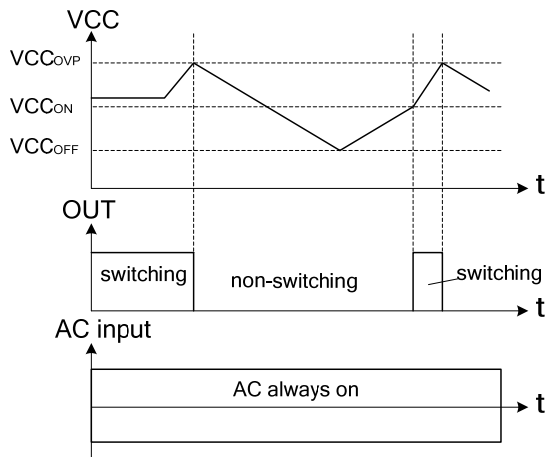 VCC
VCCOVP
VCCON
VCCOFF
t
OUT
switching
non-switching
switching
t
AC input
AC always on
t